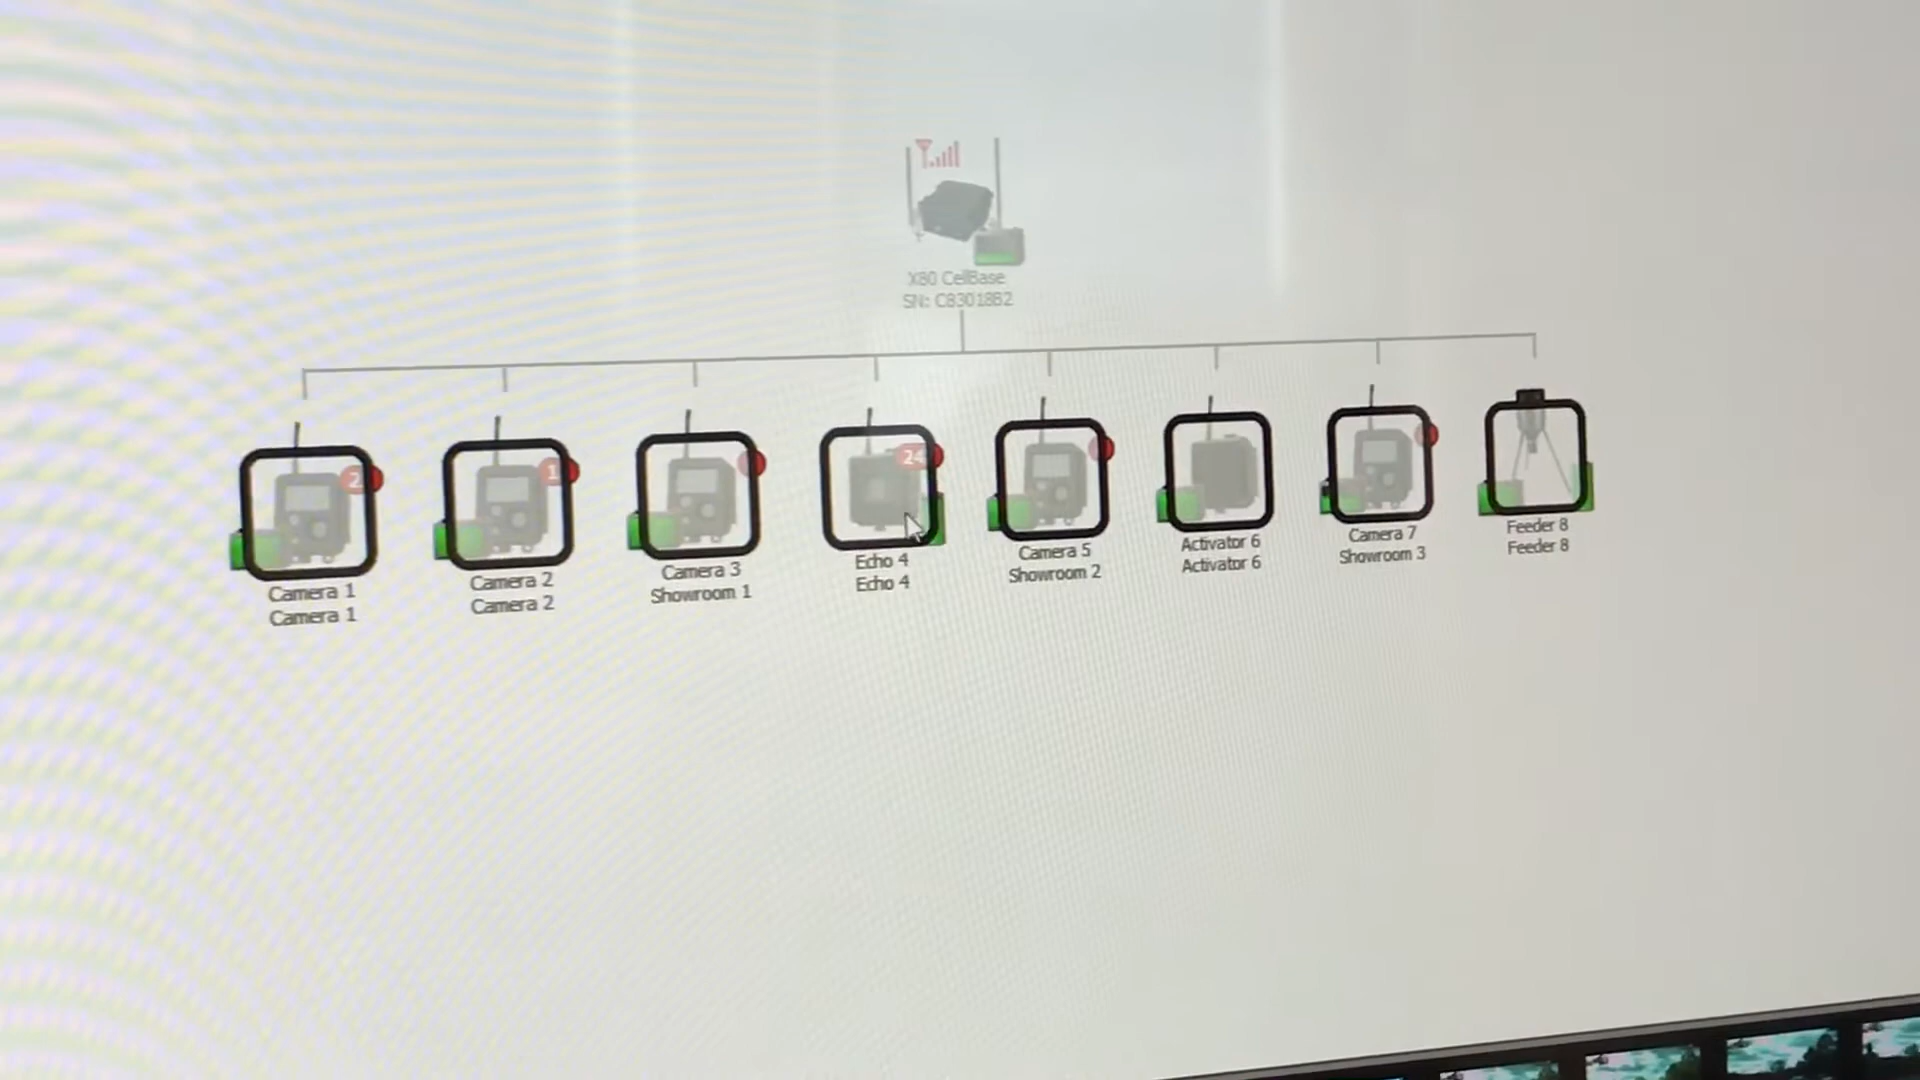 X80 CellBase
SN: C83018B2
2
1
24
Camera 1
Camera 1
Camera 2
Camera 2
Camera 3
Showroom 1
Echo 4
Echo 4
Camera 5
Showroom 2
Activator 6
Activator 6
Camera 7
Showroom 3
Feeder 8
Feeder 8